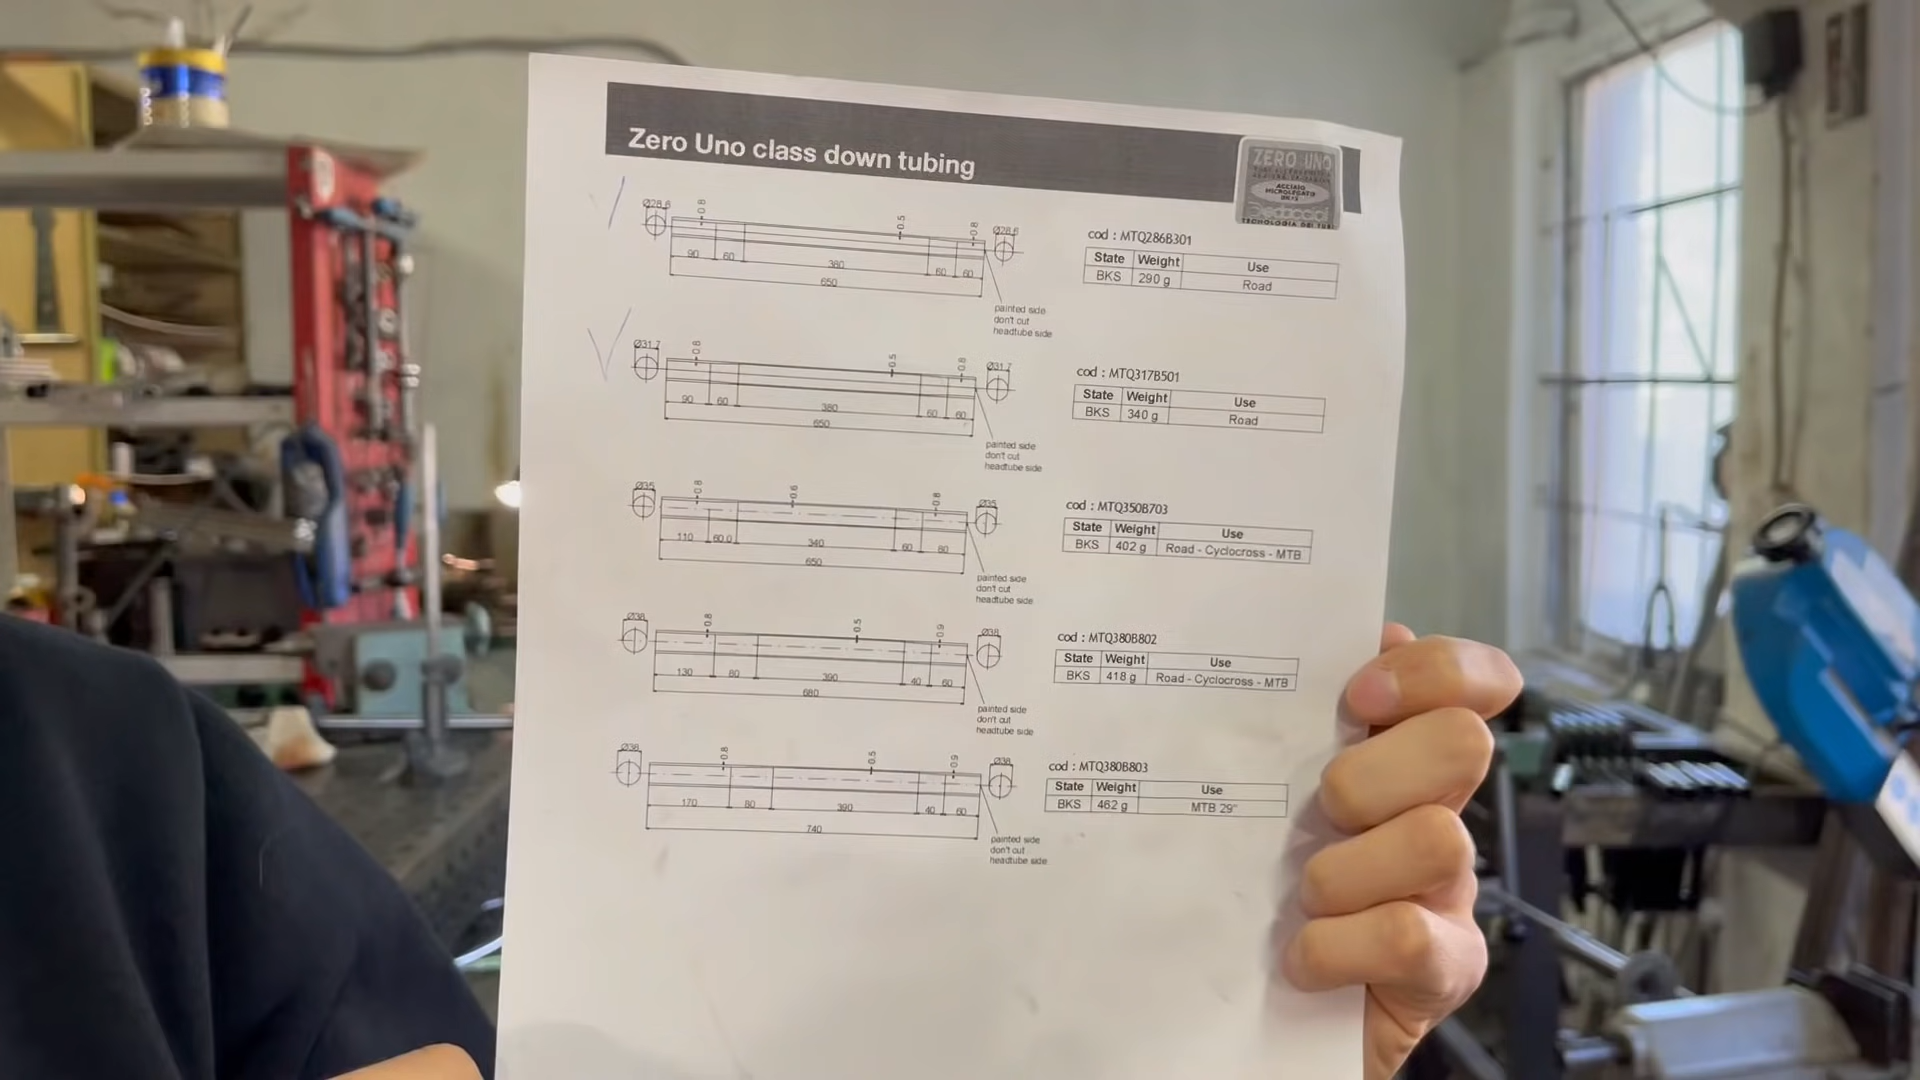 Zero Uno class down tubing
ZERO UNO
ACCIAIO
MICROLEGATO
TECNOLOGIA DEI TUBI
Ø28.6 0.8 0.5 0.8 Ø28.6
90 60 380 60 60
650
painted side
don't cut
headtube side
cod : MTQ286B301
State Weight Use
BKS 290 g Road
Ø31.7 0.8 0.5 0.8 Ø31.7
90 60 380 60 60
650
painted side
don't cut
headtube side
cod : MTQ317B501
State Weight Use
BKS 340 g Road
Ø35 0.8 0.6 0.8 Ø35
110 60.0 340 60 80
650
painted side
don't cut
headtube side
cod : MTQ350B703
State Weight Use
BKS 402 g Road - Cyclocross - MTB
Ø38 0.8 0.5 0.9 Ø38
130 80 390 40 60
680
painted side
don't cut
headtube side
cod : MTQ380B802
State Weight Use
BKS 418 g Road - Cyclocross - MTB
Ø38 0.8 0.5 0.9 Ø38
170 80 390 40 60
740
painted side
don't cut
headtube side
cod : MTQ380B803
State Weight Use
BKS 462 g MTB 29"